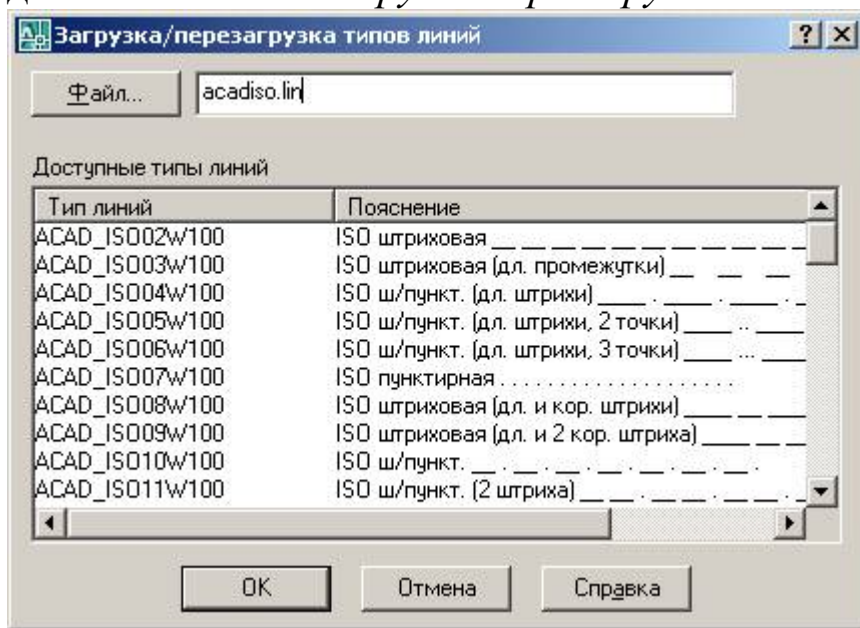 Загрузка/перезагрузка типов линий
Файл... acadiso.lin
Доступные типы линий
Тип линий Пояснение
ACAD_ISO02W100 ISO штриховая __ __ __ __ __ __ __ __ __ __ __
ACAD_ISO03W100 ISO штриховая (дл. промежутки) __ __ __
ACAD_ISO04W100 ISO ш/пункт. (дл. штрихи) ____ . ____ . ____ . _
ACAD_ISO05W100 ISO ш/пункт. (дл. штрихи, 2 точки) ____ .. ____
ACAD_ISO06W100 ISO ш/пункт. (дл. штрихи, 3 точки) ____ ... ____
ACAD_ISO07W100 ISO пунктирная . . . . . . . . . . . . . . . . . . . .
ACAD_ISO08W100 ISO штриховая (дл. и кор. штрихи) ____ __ ____
ACAD_ISO09W100 ISO штриховая (дл. и 2 кор. штриха) ____ __ __
ACAD_ISO10W100 ISO ш/пункт. __ . __ . __ . __ . __ . __ . __ .
ACAD_ISO11W100 ISO ш/пункт. (2 штриха) __ __ . __ __ . __ __ . _
OK Отмена Справка